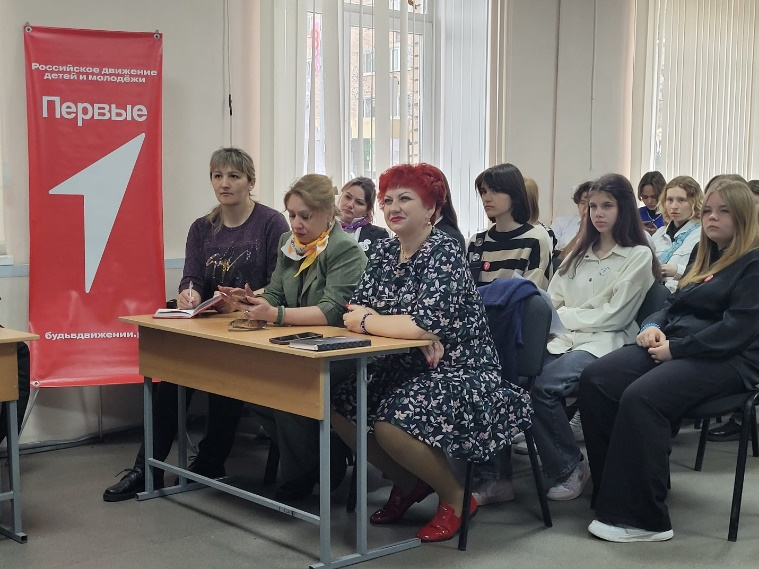 Российское движение
детей и молодёжи
Первые
будьвдвижении.